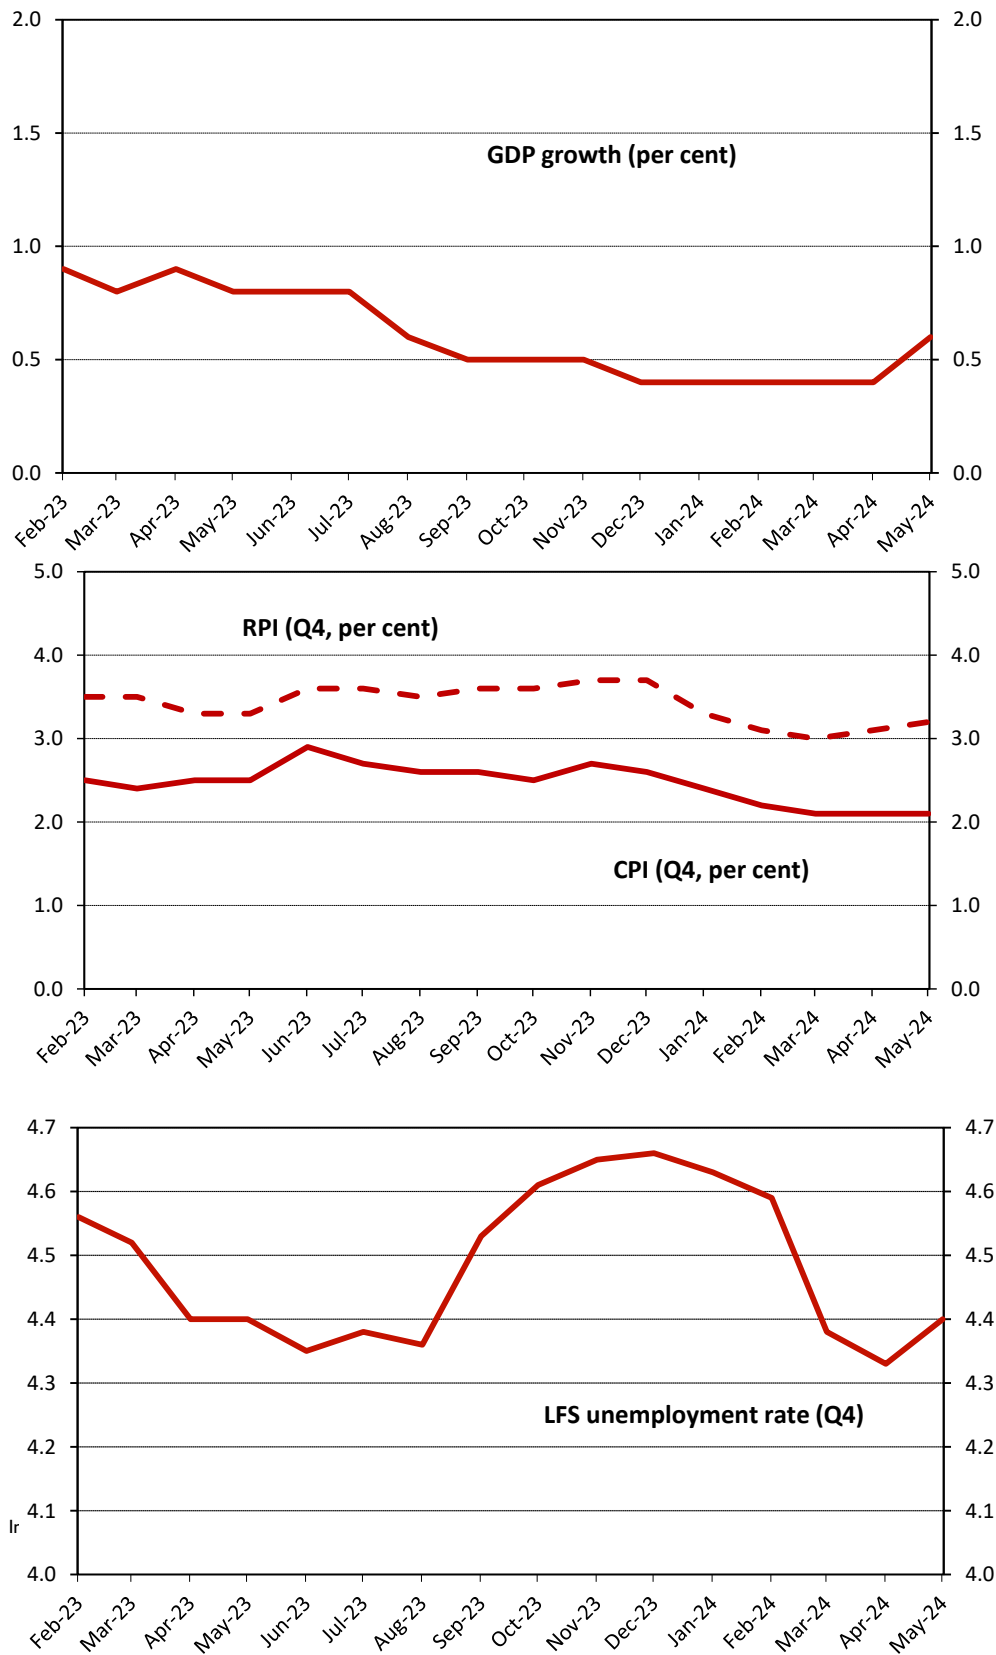 2.0 2.0
GDP growth (per cent)
1.5 1.5
1.0 1.0
0.5 0.5
0.0 0.0
Feb-23 Mar-23 Apr-23 May-23 Jun-23 Jul-23 Aug-23 Sep-23 Oct-23 Nov-23 Dec-23 Jan-24 Feb-24 Mar-24 Apr-24 May-24
5.0 5.0
RPI (Q4, per cent)
4.0 4.0
3.0 3.0
2.0 2.0
CPI (Q4, per cent)
1.0 1.0
0.0 0.0
Feb-23 Mar-23 Apr-23 May-23 Jun-23 Jul-23 Aug-23 Sep-23 Oct-23 Nov-23 Dec-23 Jan-24 Feb-24 Mar-24 Apr-24 May-24
4.7 4.7
4.6 4.6
4.5 4.5
4.4 4.4
4.3 4.3
LFS unemployment rate (Q4)
4.2 4.2
4.1 4.1
Ir
4.0 4.0
Feb-23 Mar-23 Apr-23 May-23 Jun-23 Jul-23 Aug-23 Sep-23 Oct-23 Nov-23 Dec-23 Jan-24 Feb-24 Mar-24 Apr-24 May-24